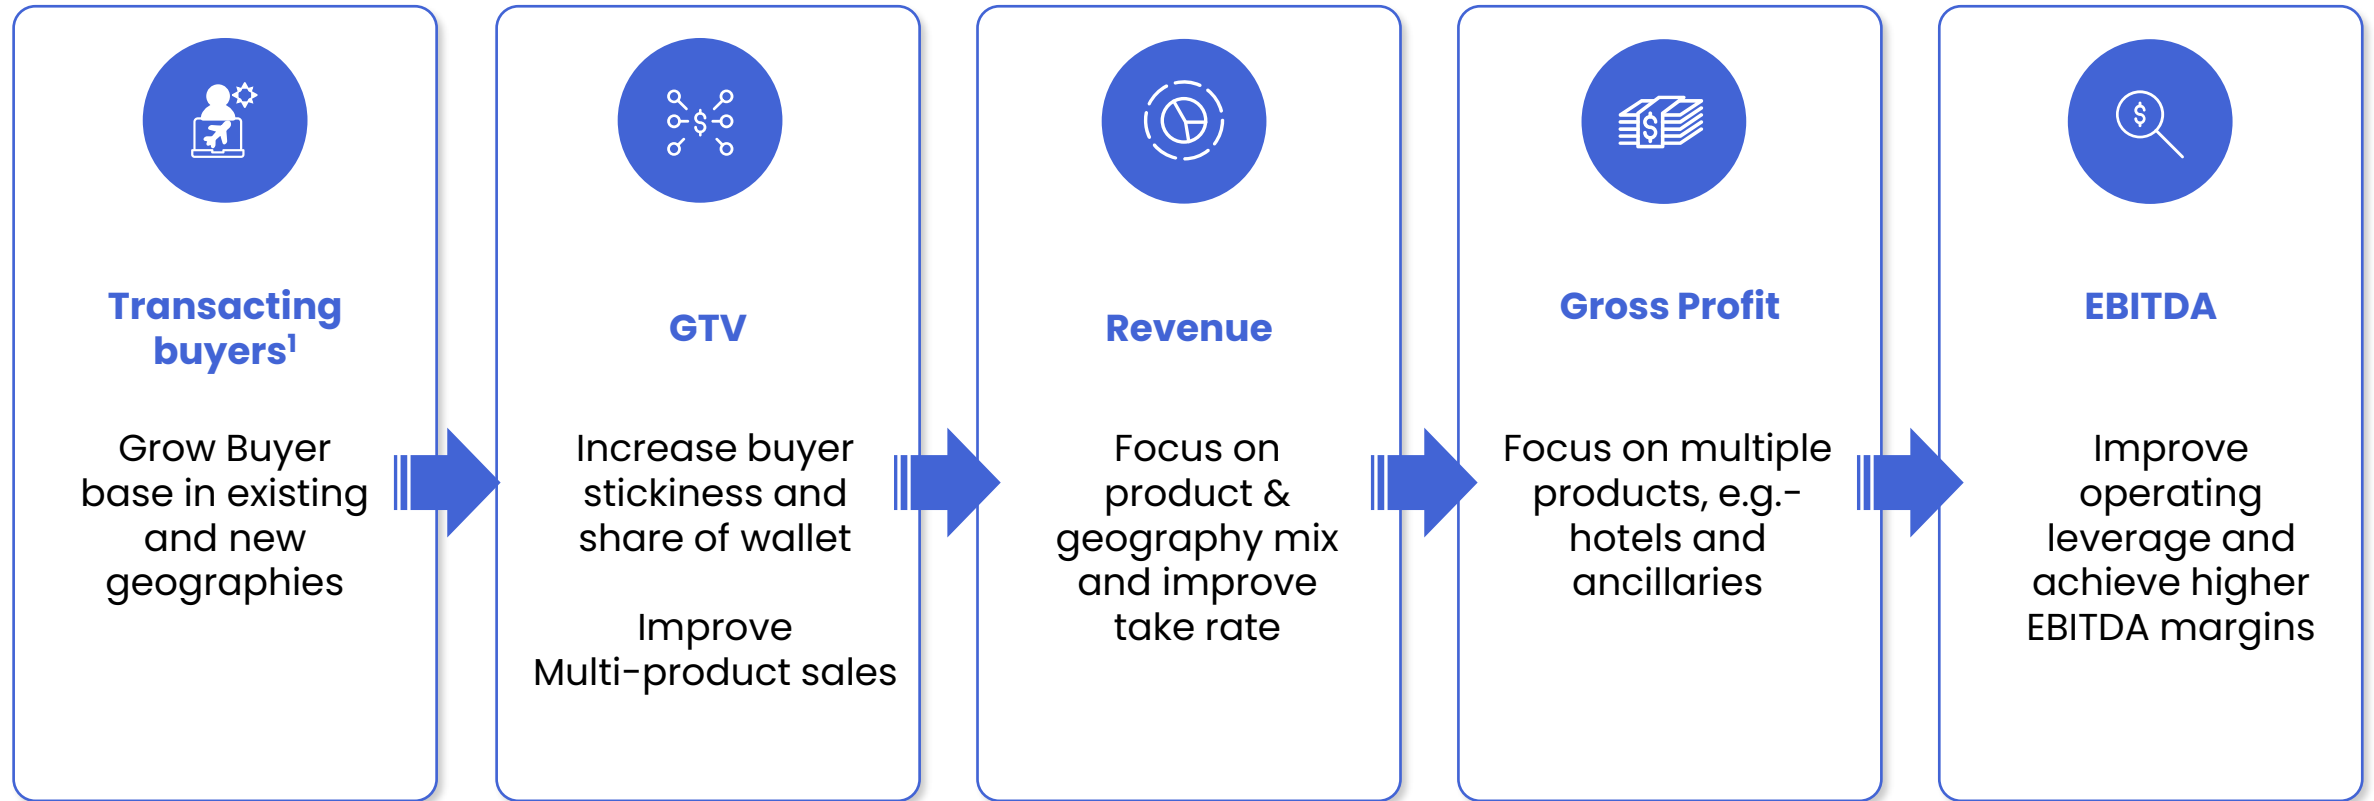 Transacting
buyers¹
Grow Buyer
base in existing
and new
geographies
GTV
Increase buyer
stickiness and
share of wallet
Improve
Multi-product sales
Revenue
Focus on
product &
geography mix
and improve
take rate
Gross Profit
Focus on multiple
products, e.g.-
hotels and
ancillaries
EBITDA
Improve
operating
leverage and
achieve higher
EBITDA margins